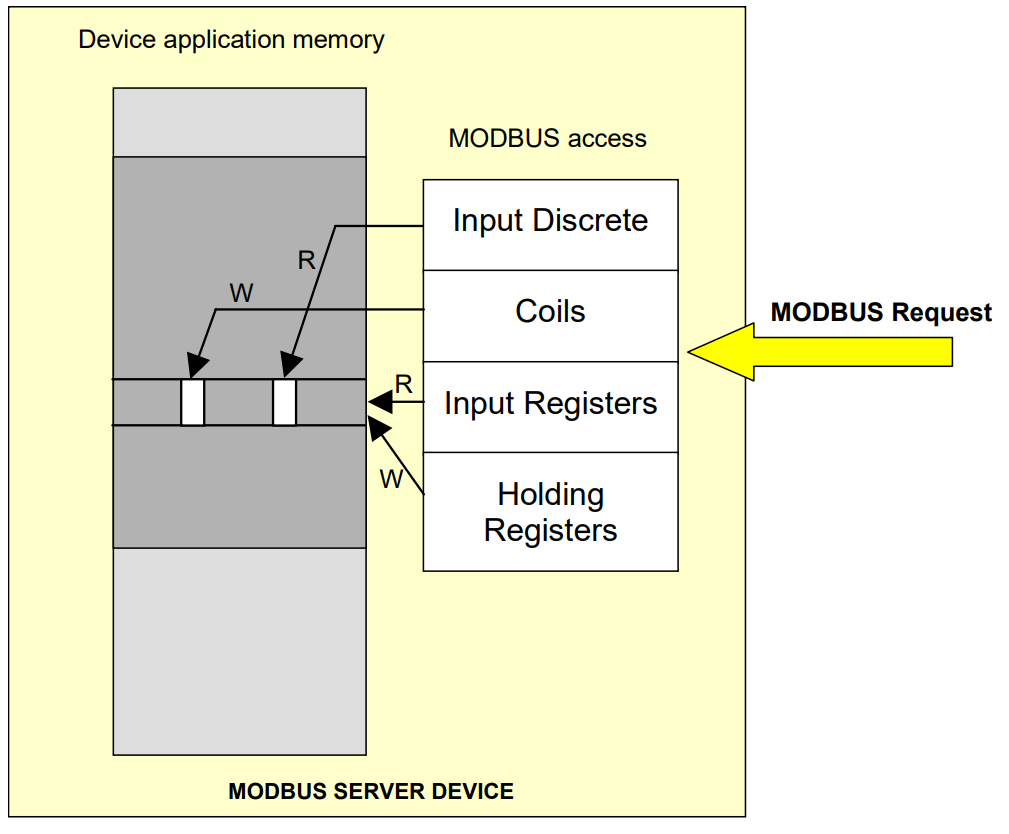 Device application memory
MODBUS access
Input Discrete
R
W
Coils
MODBUS Request
R
Input Registers
W
Holding
Registers
MODBUS SERVER DEVICE